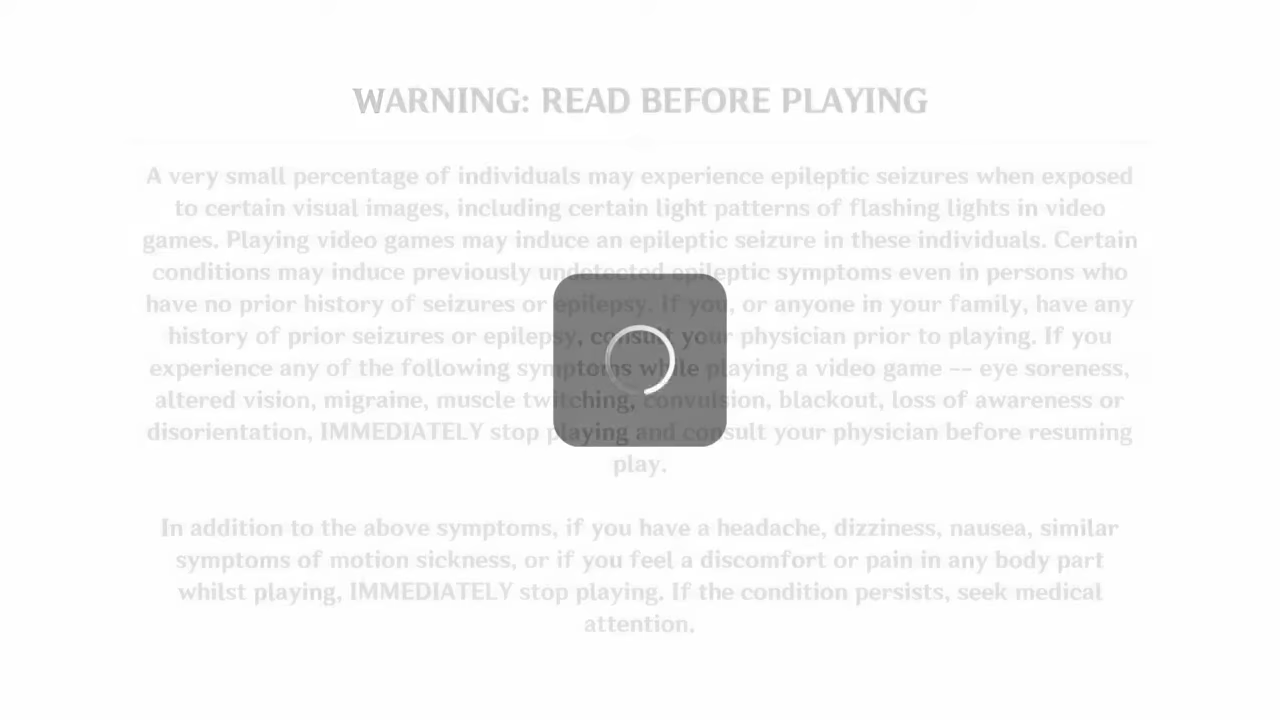 WARNING: READ BEFORE PLAYING
A very small percentage of individuals may experience epileptic seizures when exposed
to certain visual images, including certain light patterns of flashing lights in video
games. Playing video games may induce an epileptic seizure in these individuals. Certain
conditions may induce previously undetected epileptic symptoms even in persons who
have no prior history of seizures or epilepsy. If you, or anyone in your family, have any
history of prior seizures or epilepsy, consult your physician prior to playing. If you
experience any of the following symptoms while playing a video game -- eye soreness,
altered vision, migraine, muscle twitching, convulsion, blackout, loss of awareness or
disorientation, IMMEDIATELY stop playing and consult your physician before resuming
play.
In addition to the above symptoms, if you have a headache, dizziness, nausea, similar
symptoms of motion sickness, or if you feel a discomfort or pain in any body part
whilst playing, IMMEDIATELY stop playing. If the condition persists, seek medical
attention.